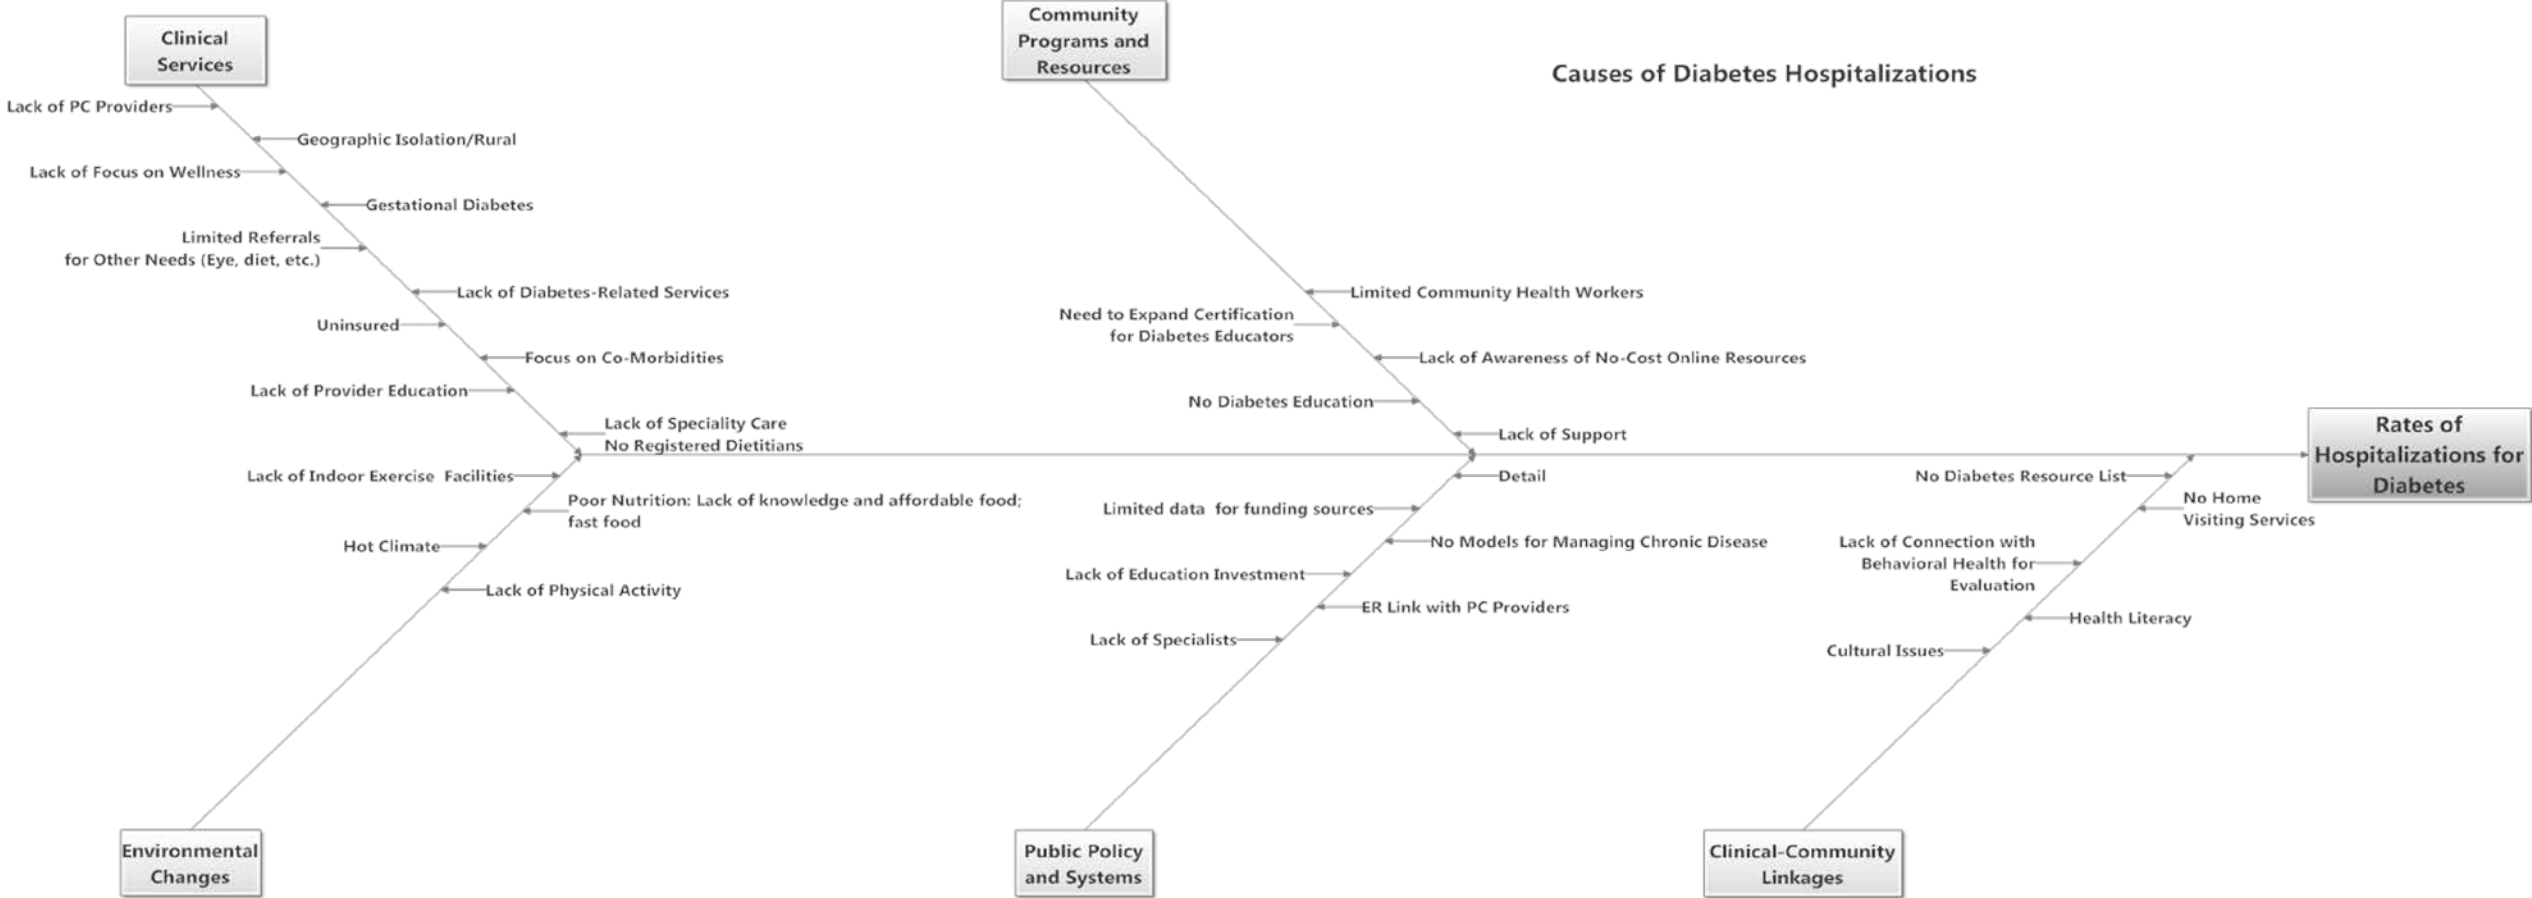 Clinical
Services
Community
Programs and
Resources
Causes of Diabetes Hospitalizations
Lack of PC Providers
Geographic Isolation/Rural
Lack of Focus on Wellness
Gestational Diabetes
Limited Referrals
for Other Needs (Eye, diet, etc.)
Lack of Diabetes-Related Services
Uninsured
Focus on Co-Morbidities
Lack of Provider Education
Lack of Speciality Care
No Registered Dietitians
Limited Community Health Workers
Need to Expand Certification
for Diabetes Educators
Lack of Awareness of No-Cost Online Resources
No Diabetes Education
Lack of Support
Rates of
Hospitalizations for
Diabetes
Lack of Indoor Exercise  Facilities
Poor Nutrition: Lack of knowledge and affordable food;
fast food
Hot Climate
Lack of Physical Activity
Detail
Limited data  for funding sources
No Models for Managing Chronic Disease
Lack of Education Investment
ER Link with PC Providers
Lack of Specialists
No Diabetes Resource List
No Home
Visiting Services
Lack of Connection with
Behavioral Health for
Evaluation
Health Literacy
Cultural Issues
Environmental
Changes
Public Policy
and Systems
Clinical-Community
Linkages